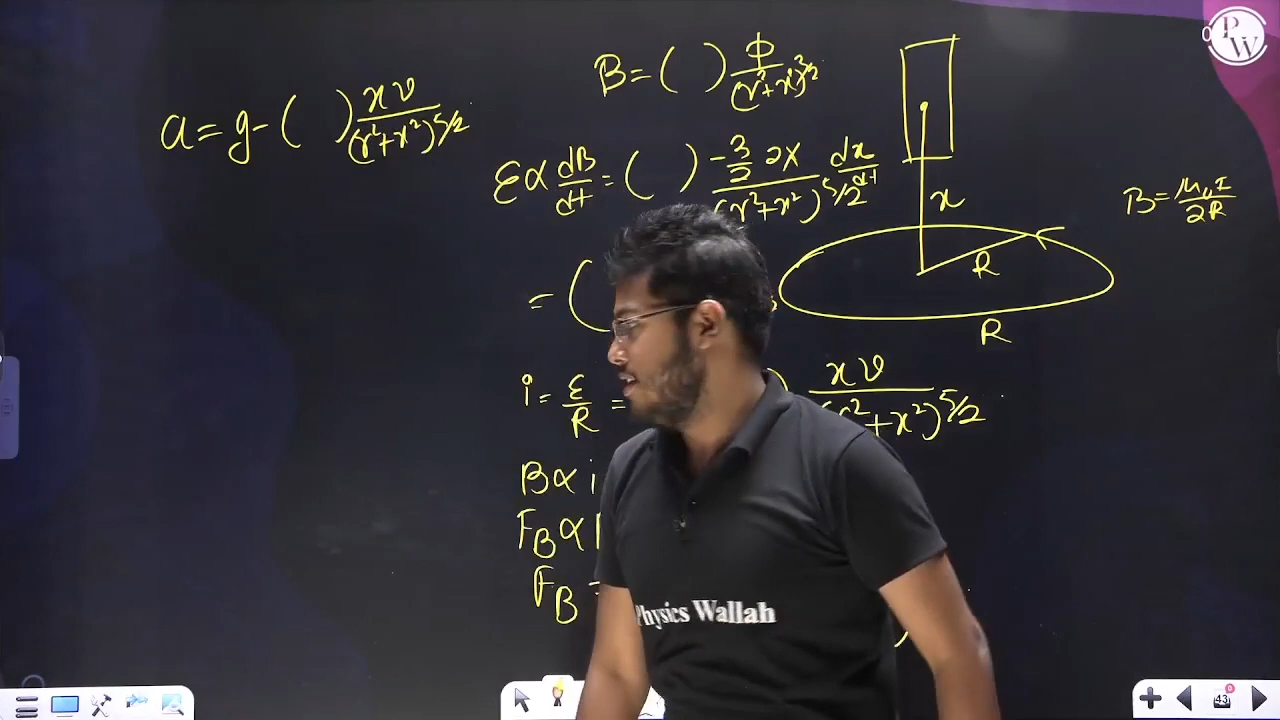 PW
B = ( ) Φ/(r²+x²)^3/2
a = g - ( ) xv/(r²+x²)^5/2
ε ∝ dB/dt = ( ) -3/2 2x/(r²+x²)^5/2 dx/dt
x
B = μ₀I/2R
R
= (
R
i = ε/R = xv/(r²+x²)^5/2
B ∝ i
F_B ∝
F_B =
Physics Wallah
43